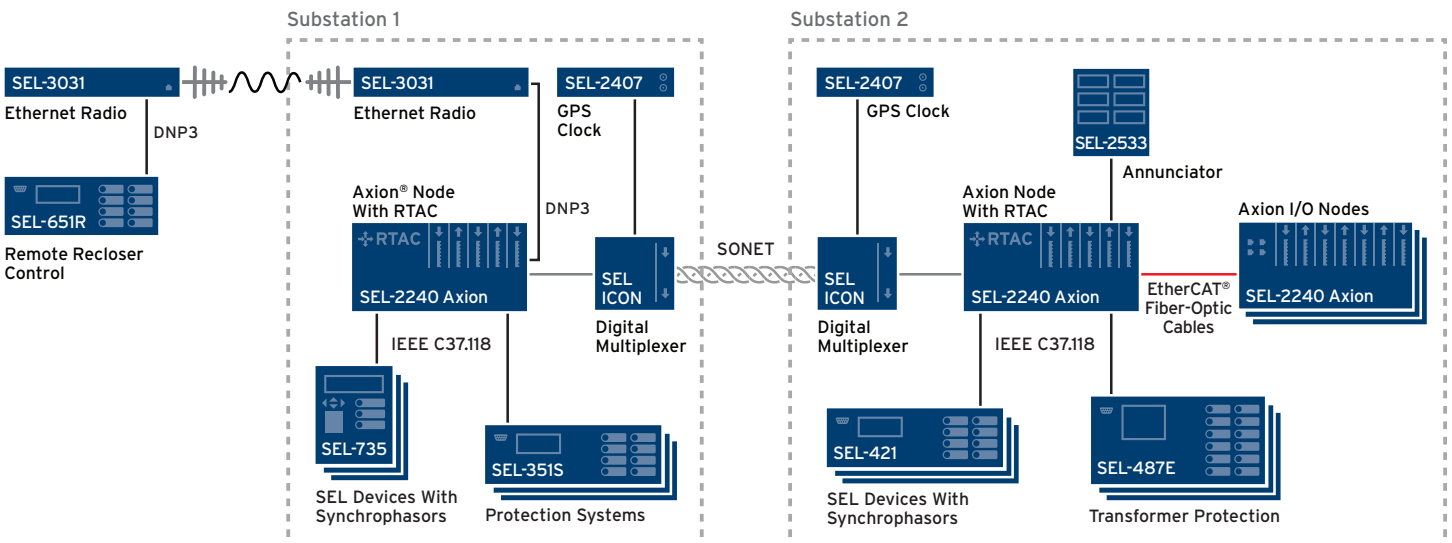 Substation 1
Substation 2
SEL-3031
Ethernet Radio
DNP3
SEL-651R
Remote Recloser
Control
SEL-3031
Ethernet Radio
SEL-2407
GPS
Clock
DNP3
Axion® Node
With RTAC
RTAC
SEL-2240 Axion
SEL
ICON
Digital
Multiplexer
IEEE C37.118
SEL-735
SEL Devices With
Synchrophasors
SEL-351S
Protection Systems
SONET
SEL-2407
GPS Clock
SEL
ICON
Digital
Multiplexer
SEL-2533
Annunciator
Axion Node
With RTAC
RTAC
SEL-2240 Axion
EtherCAT®
Fiber-Optic
Cables
Axion I/O Nodes
SEL-2240 Axion
IEEE C37.118
SEL-421
SEL Devices With
Synchrophasors
SEL-487E
Transformer Protection